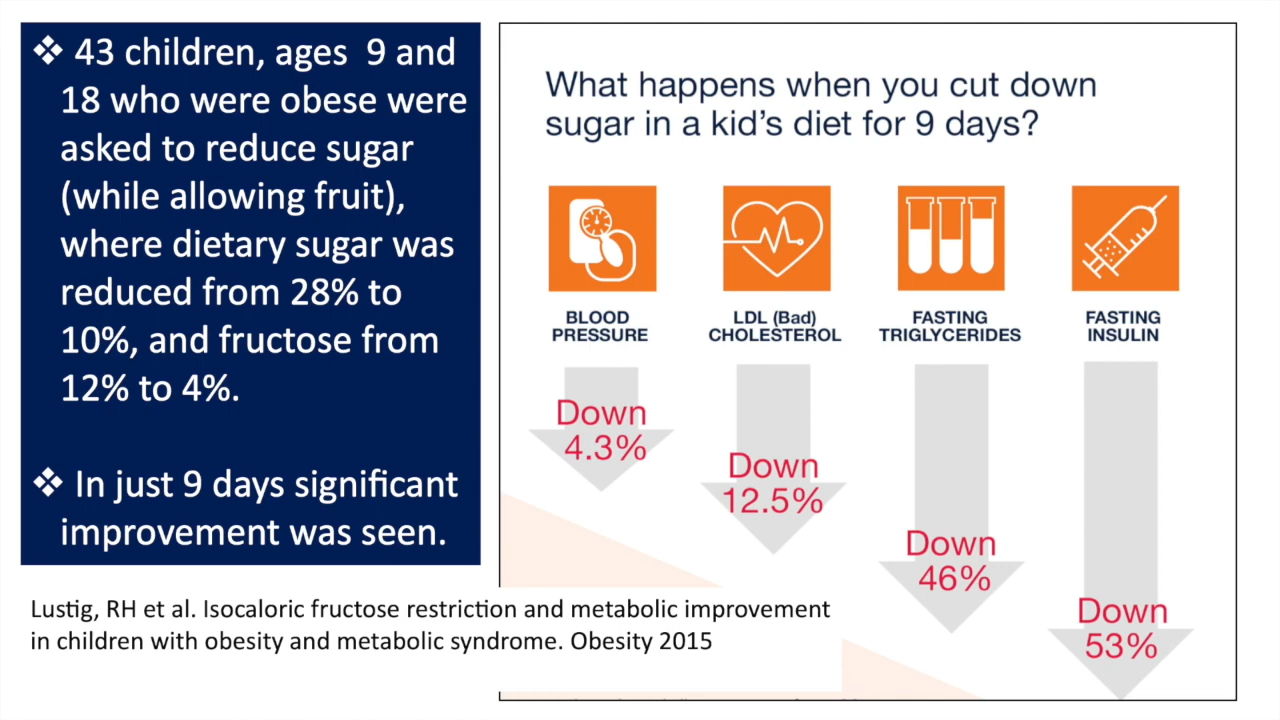 ❖ 43 children, ages 9 and
18 who were obese were
asked to reduce sugar
(while allowing fruit),
where dietary sugar was
reduced from 28% to
10%, and fructose from
12% to 4%.
❖ In just 9 days significant
improvement was seen.
What happens when you cut down
sugar in a kid's diet for 9 days?
BLOOD
PRESSURE
LDL (Bad)
CHOLESTEROL
FASTING
TRIGLYCERIDES
FASTING
INSULIN
Down
4.3%
Down
12.5%
Down
46%
Down
53%
Lustig, RH et al. Isocaloric fructose restriction and metabolic improvement
in children with obesity and metabolic syndrome. Obesity 2015